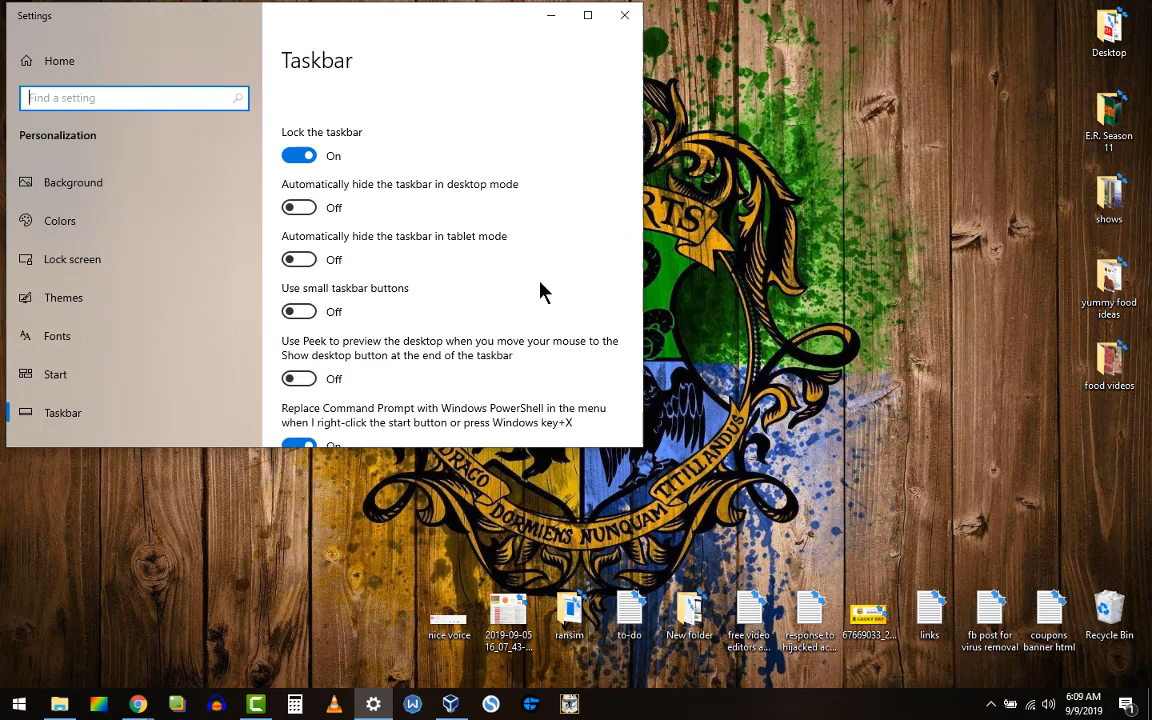 Settings
Home
Find a setting
Personalization
Background
Colors
Lock screen
Themes
Fonts
Start
Taskbar
Taskbar
Lock the taskbar
On
Automatically hide the taskbar in desktop mode
Off
Automatically hide the taskbar in tablet mode
Off
Use small taskbar buttons
Off
Use Peek to preview the desktop when you move your mouse to the
Show desktop button at the end of the taskbar
Off
Replace Command Prompt with Windows PowerShell in the menu
when I right-click the start button or press Windows key+X
On
RTS
DRACO
DORMIENS NUNQUAM
TITILLANDUS
Desktop
E.R. Season
11
shows
yummy food
ideas
food videos
nice voice
2019-09-05
16_07_43-...
ransim
to-do
New folder
free video
editors a...
response to
hijacked ac...
67669033_2...
links
fb post for
virus removal
coupons
banner html
Recycle Bin
6:09 AM
9/9/2019
1